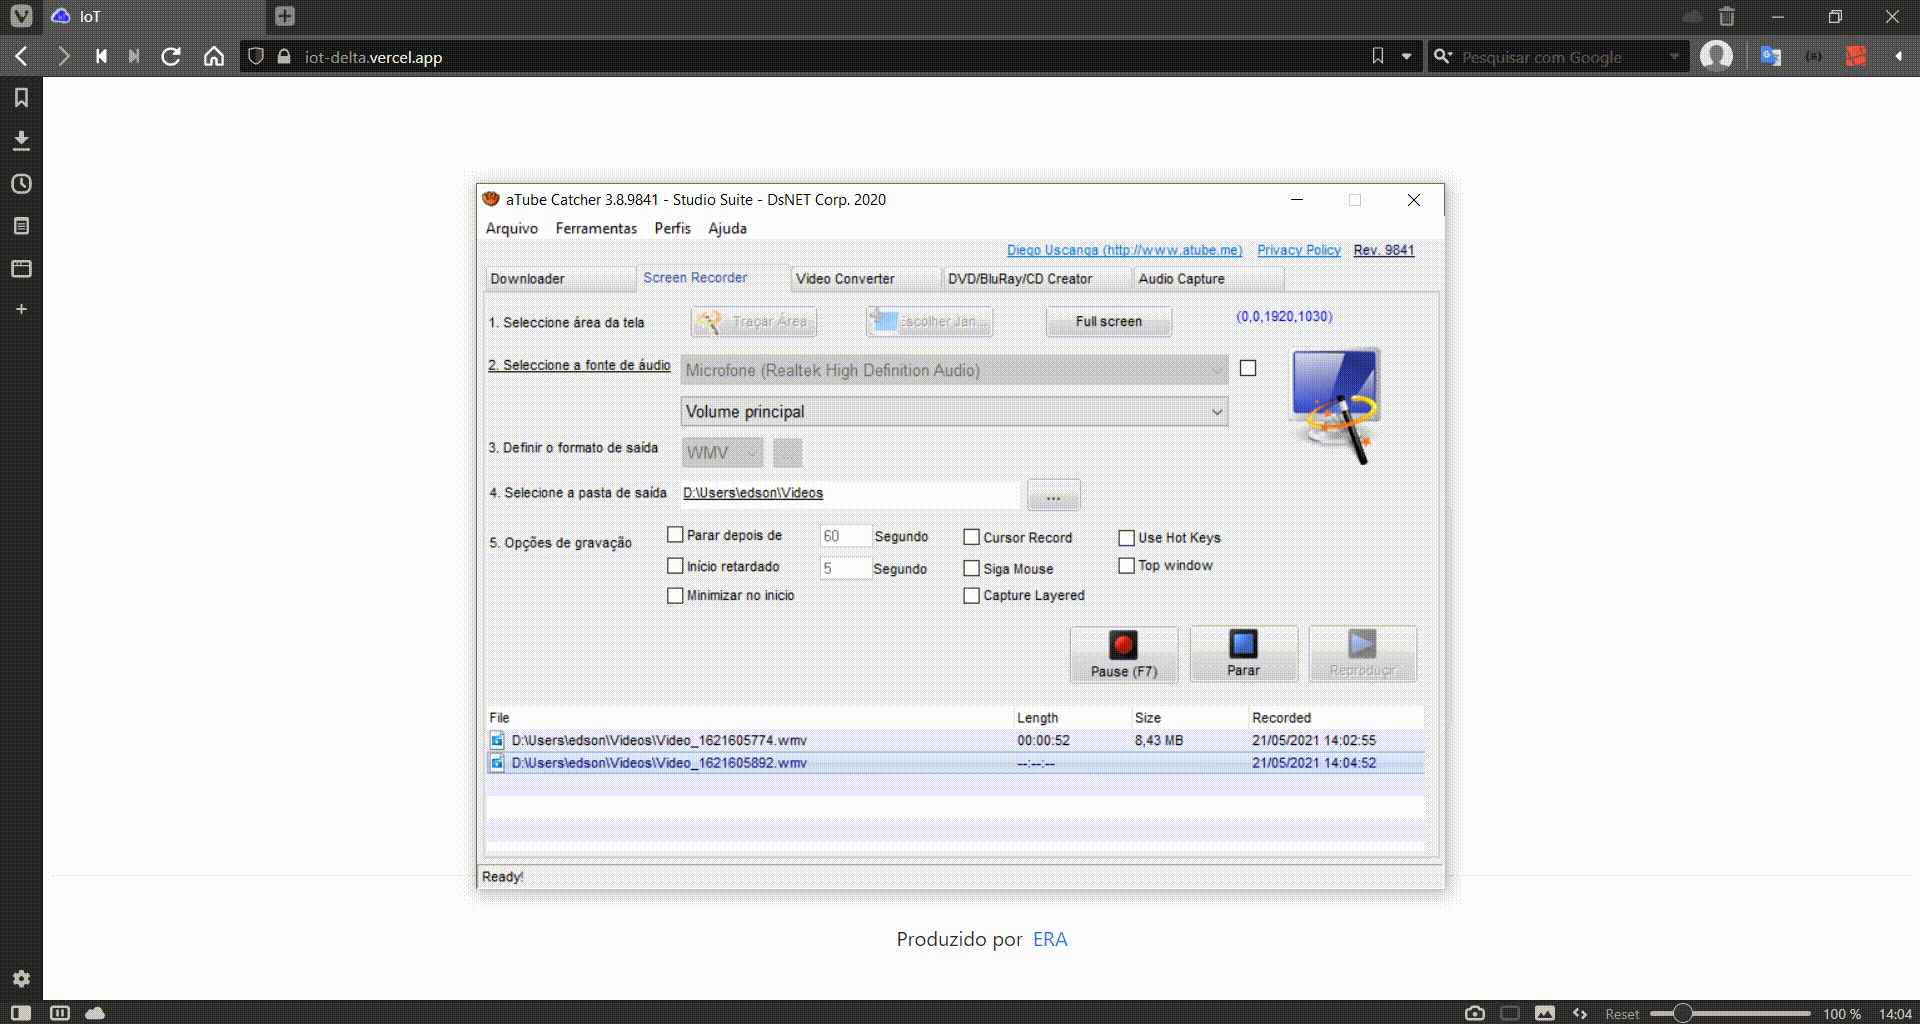 IoT
iot-delta.vercel.app
Pesquisar com Google
aTube Catcher 3.8.9841 - Studio Suite - DsNET Corp. 2020
Arquivo Ferramentas Perfis Ajuda
Diego Uscanga (http://www.atube.me) Privacy Policy Rev. 9841
Downloader Screen Recorder Video Converter DVD/BluRay/CD Creator Audio Capture
1. Seleccione área da tela Traçar Área Escolher Jan... Full screen (0,0,1920,1030)
2. Seleccione a fonte de áudio Microfone (Realtek High Definition Audio)
Volume principal
3. Definir o formato de saída WMV ...
4. Selecione a pasta de saída D:\Users\edson\Videos ...
5. Opções de gravação Parar depois de 60 Segundo Cursor Record Use Hot Keys
Início retardado 5 Segundo Siga Mouse Top window
Minimizar no inicio Capture Layered
Pause (F7) Parar Reproducir
File Length Size Recorded
D:\Users\edson\Videos\Video_1621605774.wmv 00:00:52 8,43 MB 21/05/2021 14:02:55
D:\Users\edson\Videos\Video_1621605892.wmv --:--:-- 21/05/2021 14:04:52
Ready!
Produzido por ERA
Reset 100 % 14:04